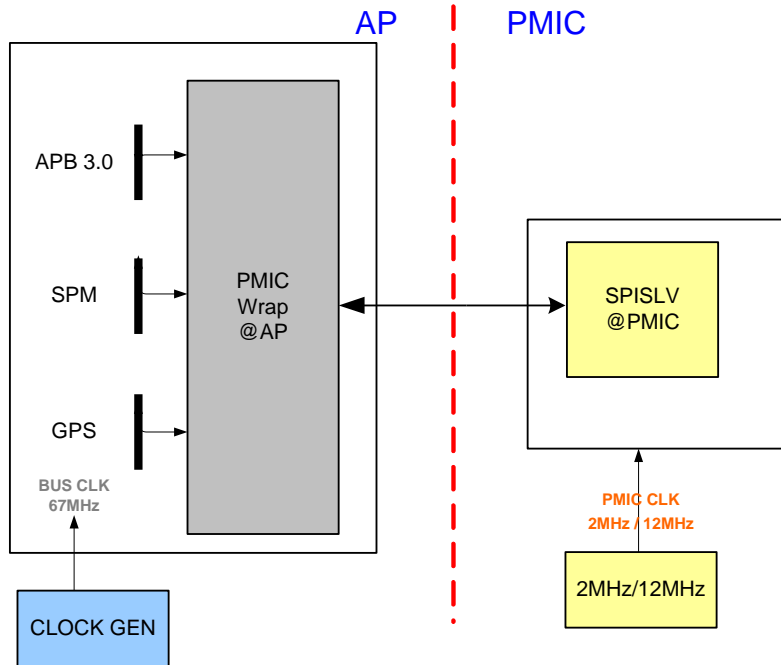 AP
PMIC
APB 3.0
SPM
GPS
BUS CLK
67MHz
PMIC
Wrap
@AP
SPISLV
@PMIC
PMIC CLK
2MHz / 12MHz
CLOCK GEN
2MHz/12MHz